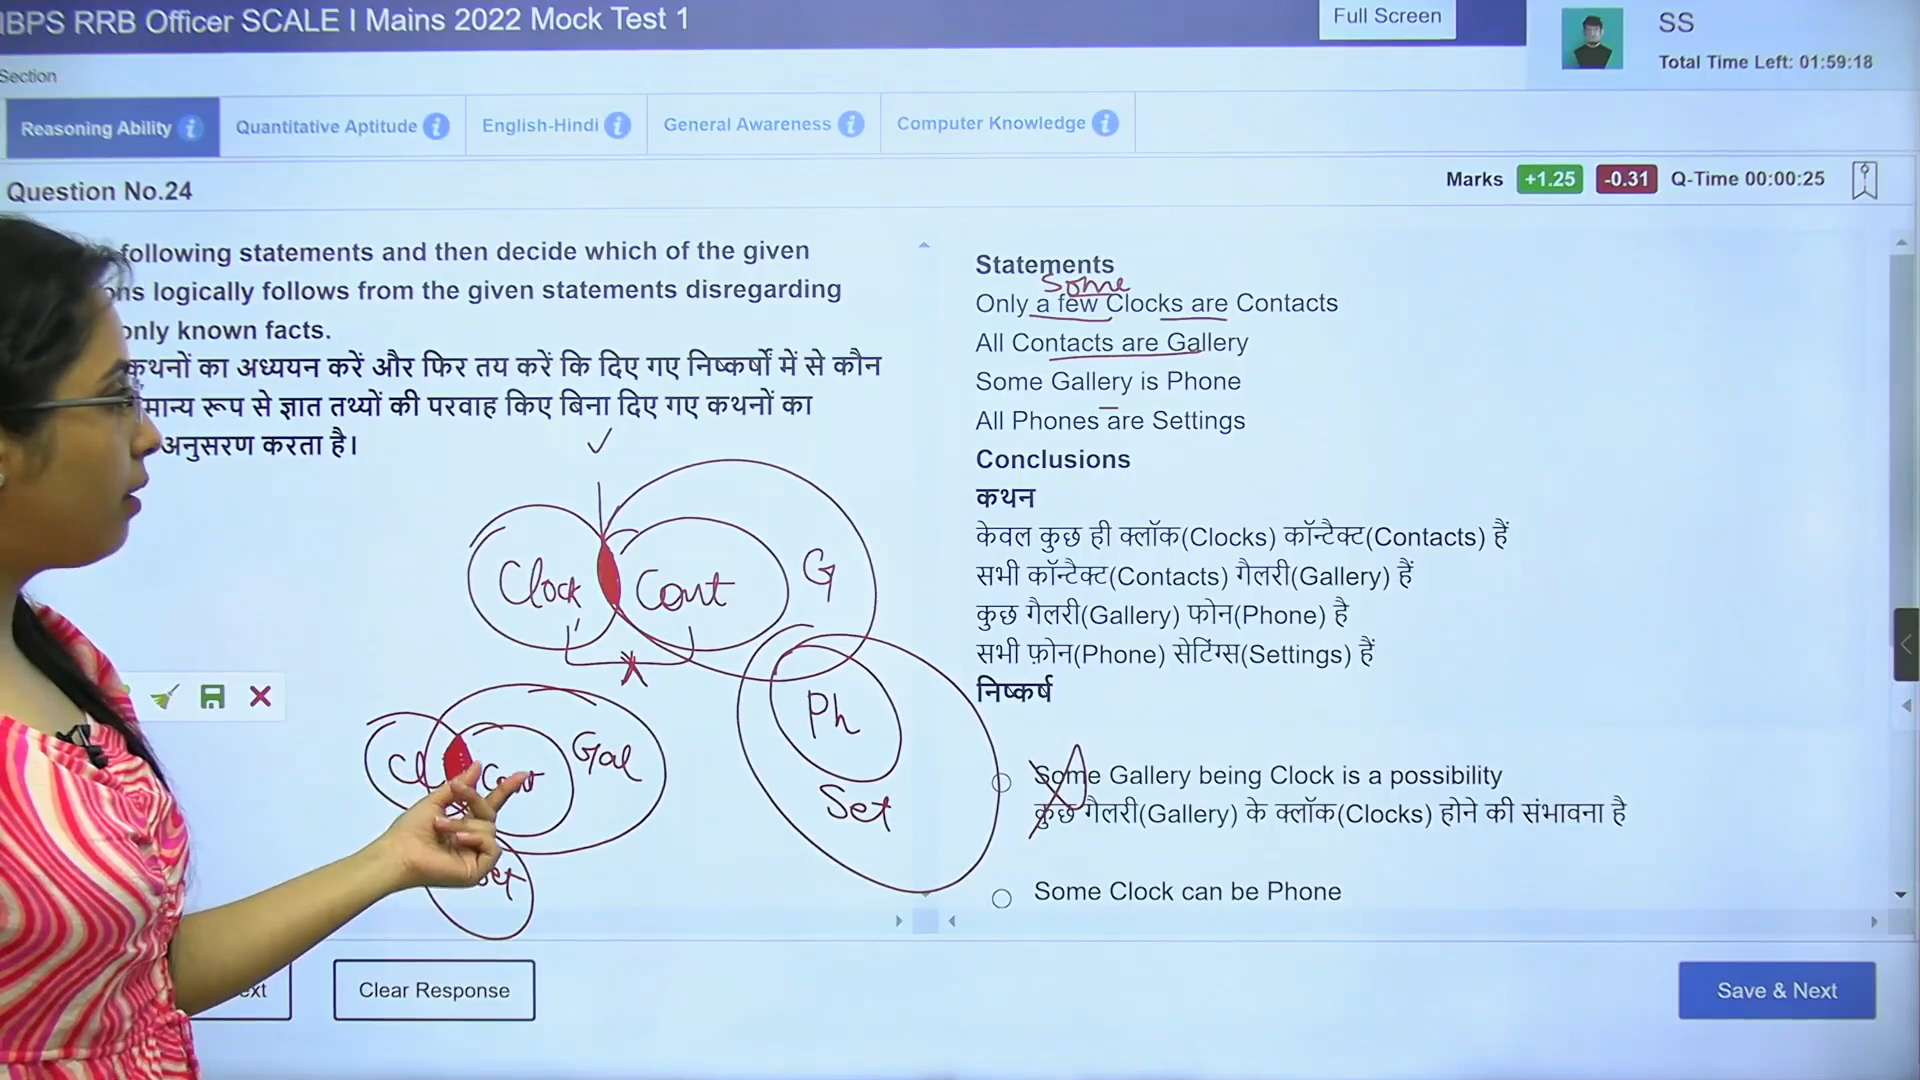 IBPS RRB Officer SCALE I Mains 2022 Mock Test 1
Full Screen
SS
Total Time Left: 01:59:18
Section
Reasoning Ability
Quantitative Aptitude
English-Hindi
General Awareness
Computer Knowledge
Question No.24
Marks +1.25 -0.31 Q-Time 00:00:25
following statements and then decide which of the given
logically follows from the given statements disregarding
only known facts.
कथनों का अध्ययन करें और फिर तय करें कि दिए गए निष्कर्षों में से कौन
रूप से ज्ञात तथ्यों की परवाह किए बिना दिए गए कथनों का
अनुसरण करता है।
Statements
Some
Only a few Clocks are Contacts
All Contacts are Gallery
Some Gallery is Phone
All Phones are Settings
Conclusions
कथन
केवल कुछ ही क्लॉक(Clocks) कॉन्टैक्ट(Contacts) हैं
सभी कॉन्टैक्ट(Contacts) गैलरी(Gallery) हैं
कुछ गैलरी(Gallery) फोन(Phone) है
सभी फ़ोन(Phone) सेटिंग्स(Settings) हैं
निष्कर्ष
Some Gallery being Clock is a possibility
कुछ गैलरी(Gallery) के क्लॉक(Clocks) होने की संभावना है
Some Clock can be Phone
Clock
Cont
G
Ph
Set
Cl
Cont
Gal
Clear Response
Save & Next